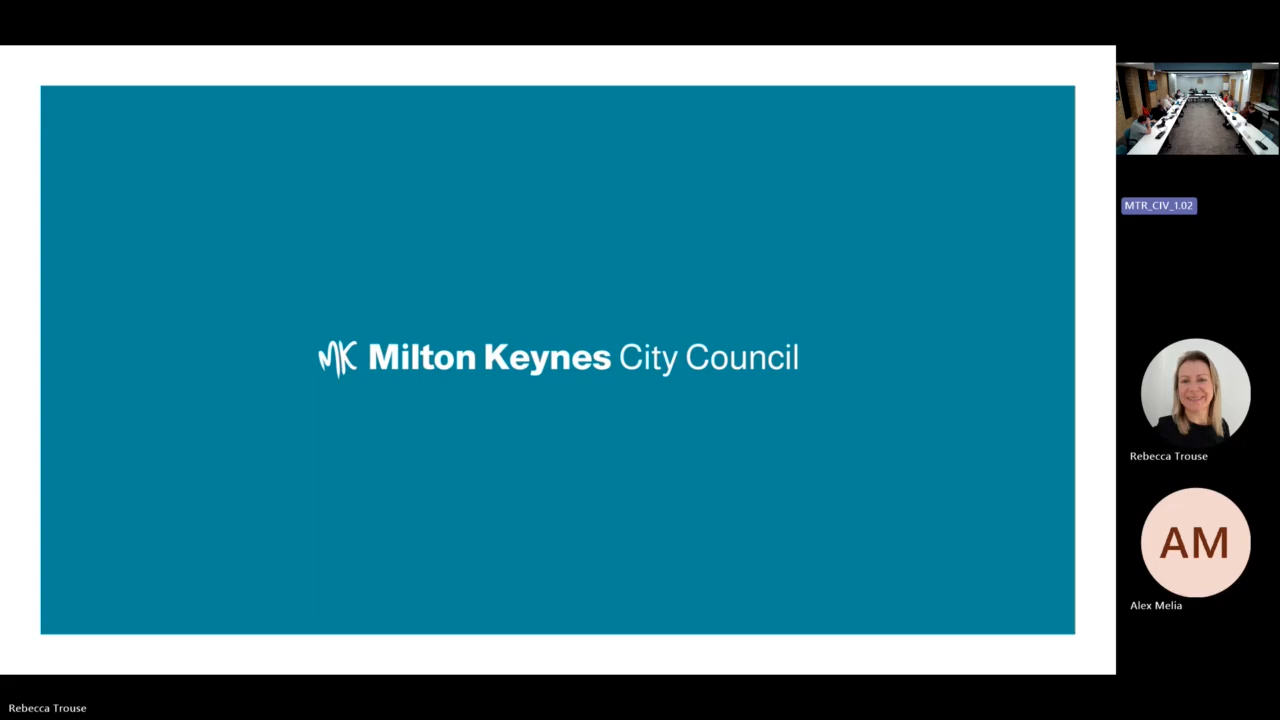 MK Milton Keynes City Council
MTR_CIV_1.02
Rebecca Trouse
AM
Alex Melia
Rebecca Trouse